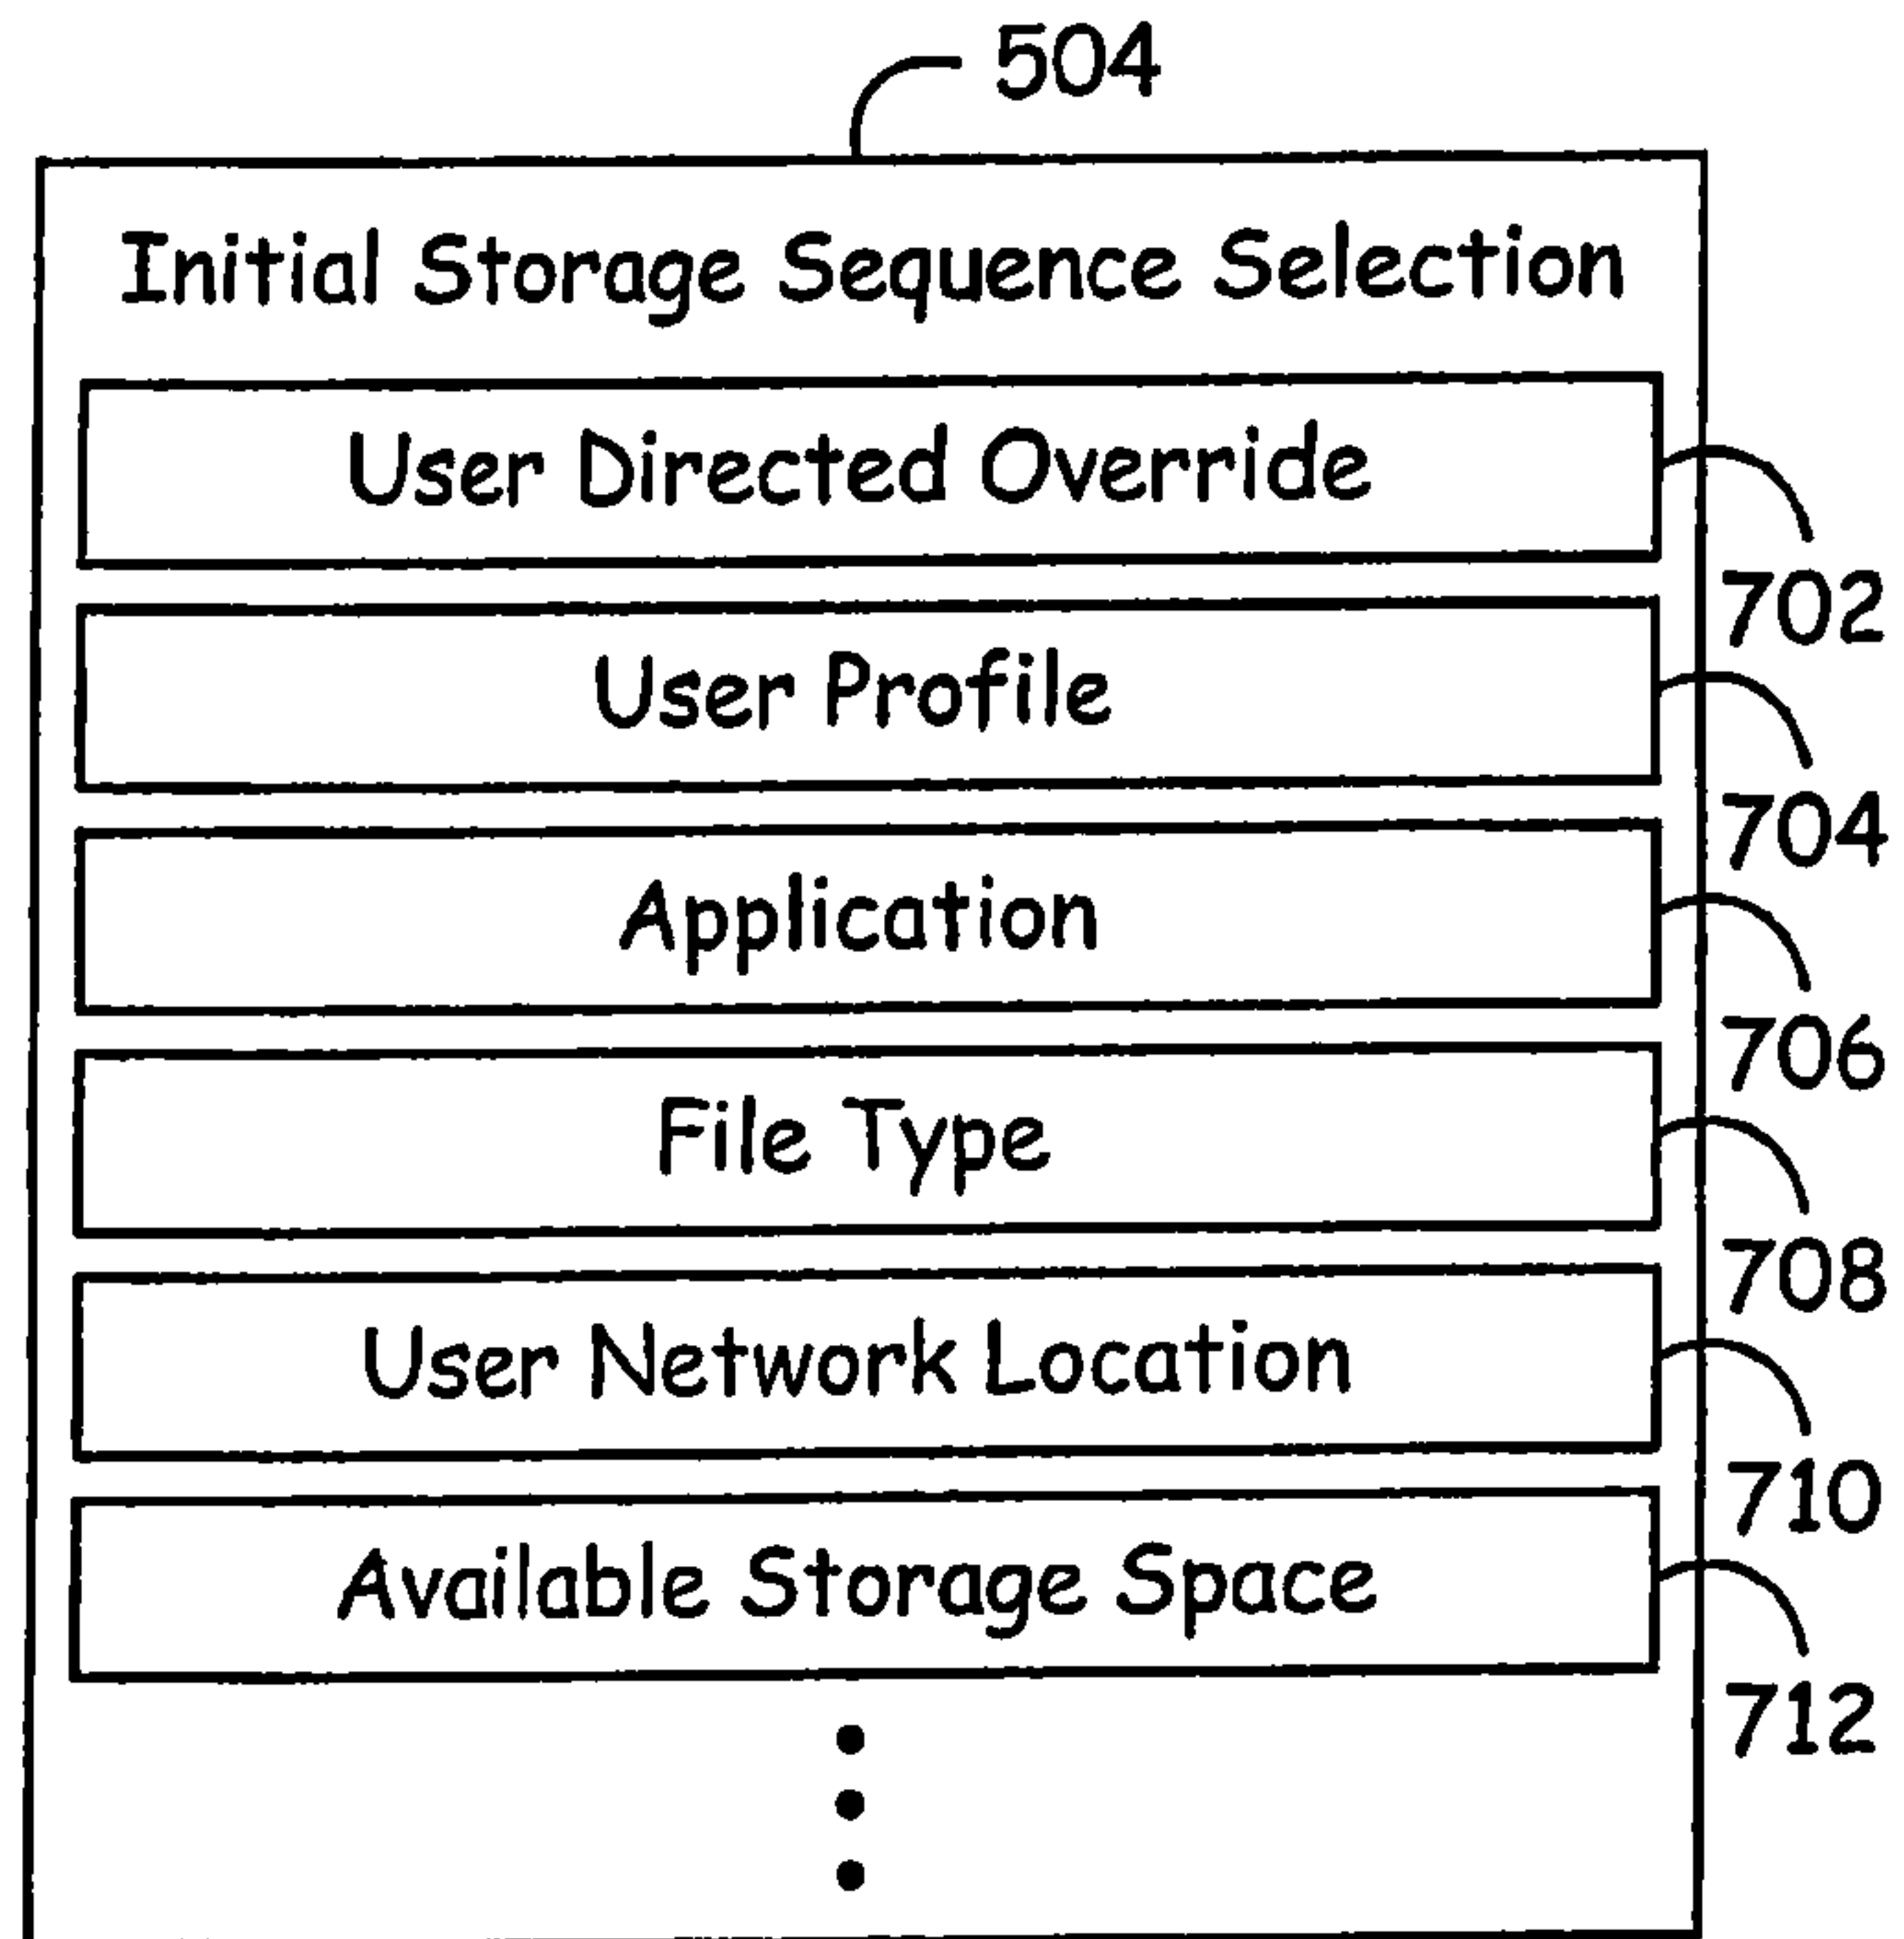 504
Initial Storage Sequence Selection
User Directed Override
702
User Profile
704
Application
706
File Type
708
User Network Location
710
Available Storage Space
712